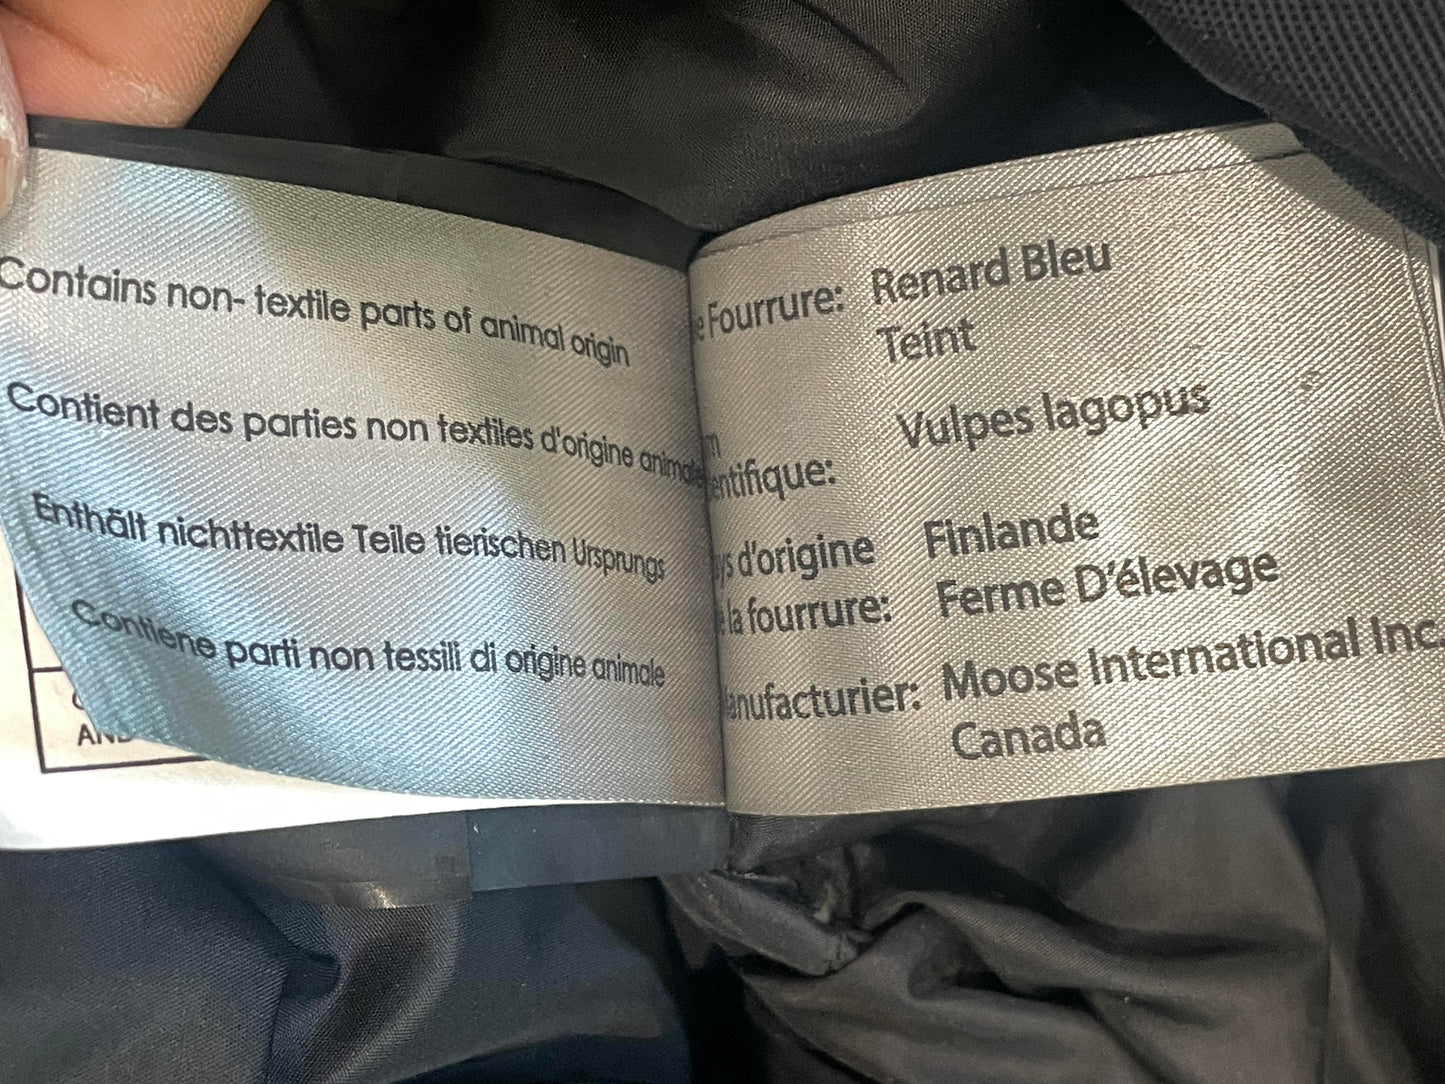 Contains non- textile parts of animal origin
Contient des parties non textiles d'origine animale
Enthält nichttextile Teile tierischen Ursprungs
Contiene parti non tessili di origine animale
AND
Fourrure: Renard Bleu
Teint
Vulpes lagopus
entifique:
d'origine Finlande
la fourrure: Ferme D'élevage
anufacturier: Moose International Inc.
Canada